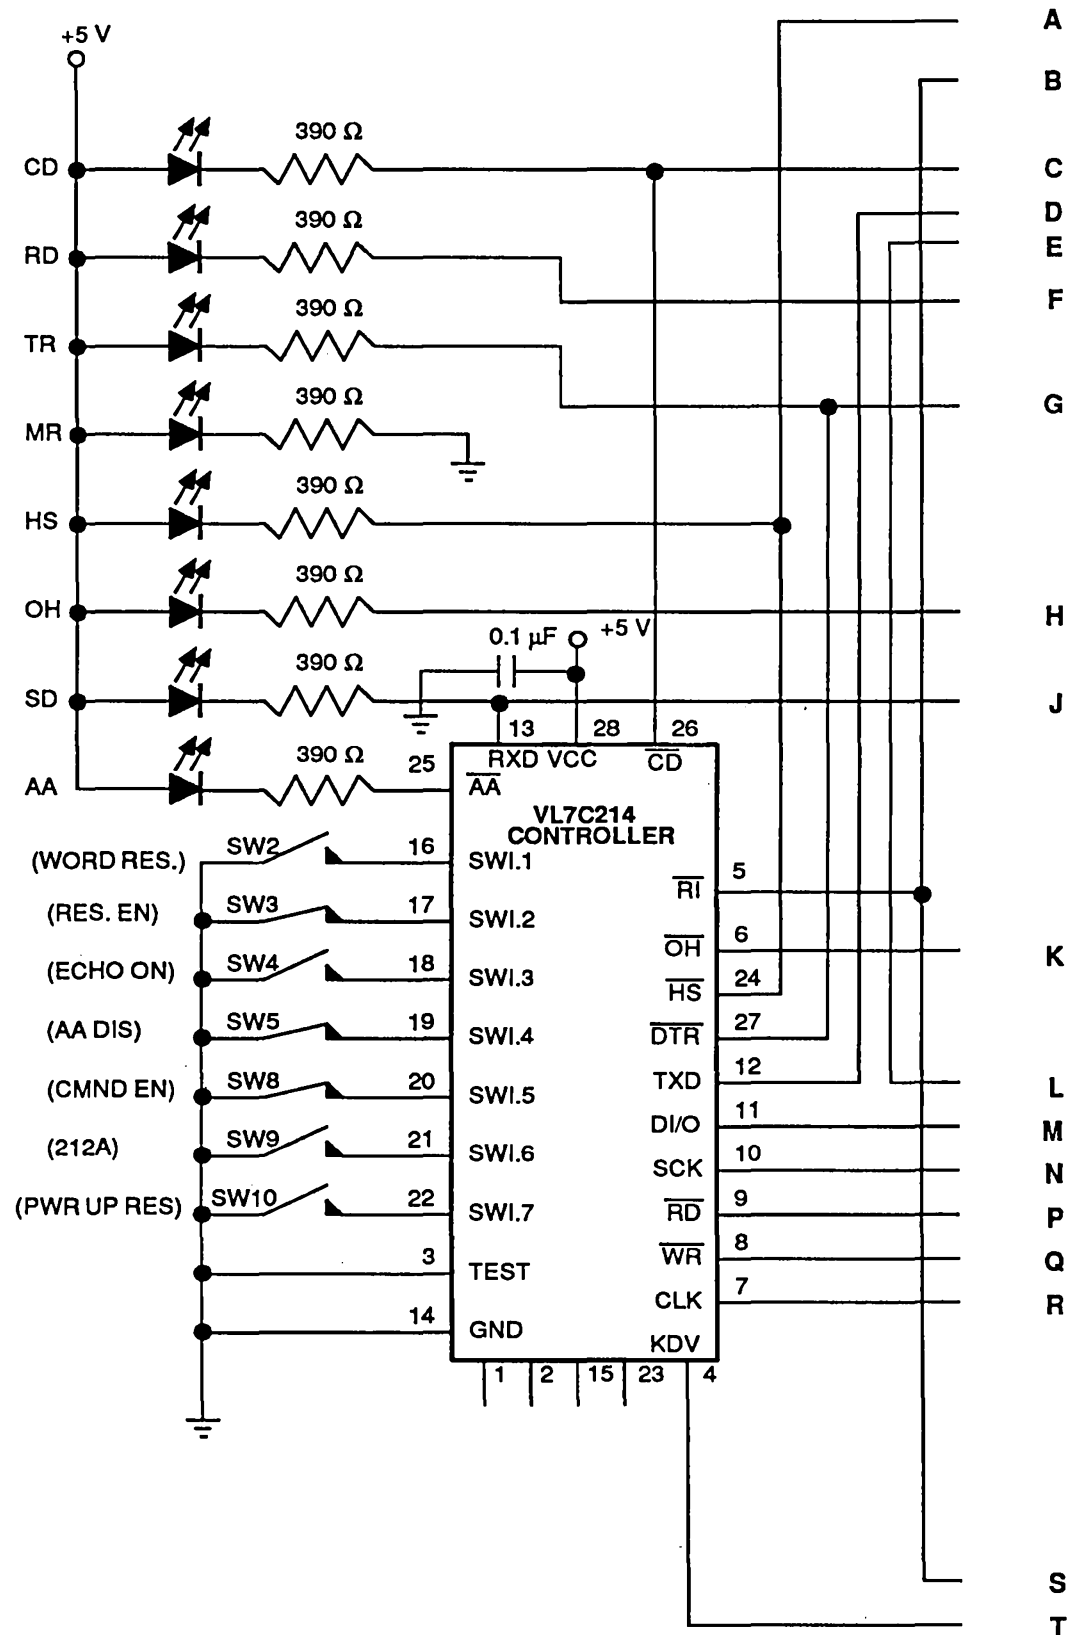 A
+5 V
B
390 Ω
CD
C
D
390 Ω
RD
E
F
390 Ω
TR
390 Ω
G
MR
390 Ω
HS
390 Ω
OH
H
0.1 µF
+5 V
390 Ω
SD
J
13
28
26
390 Ω
25
RXD VCC
CD
AA
AA
VL7C214
CONTROLLER
(WORD RES.)
SW2
16
SWI.1
5
RI
(RES. EN)
SW3
17
SWI.2
6
OH
K
(ECHO ON)
SW4
18
SWI.3
24
HS
(AA DIS)
SW5
19
SWI.4
27
DTR
(CMND EN)
SW8
20
SWI.5
12
TXD
L
11
DI/O
M
(212A)
SW9
21
SWI.6
10
SCK
N
(PWR UP RES)
SW10
22
SWI.7
9
RD
P
8
WR
Q
3
TEST
7
CLK
R
14
GND
KDV
1
2
15
23
4
S
T